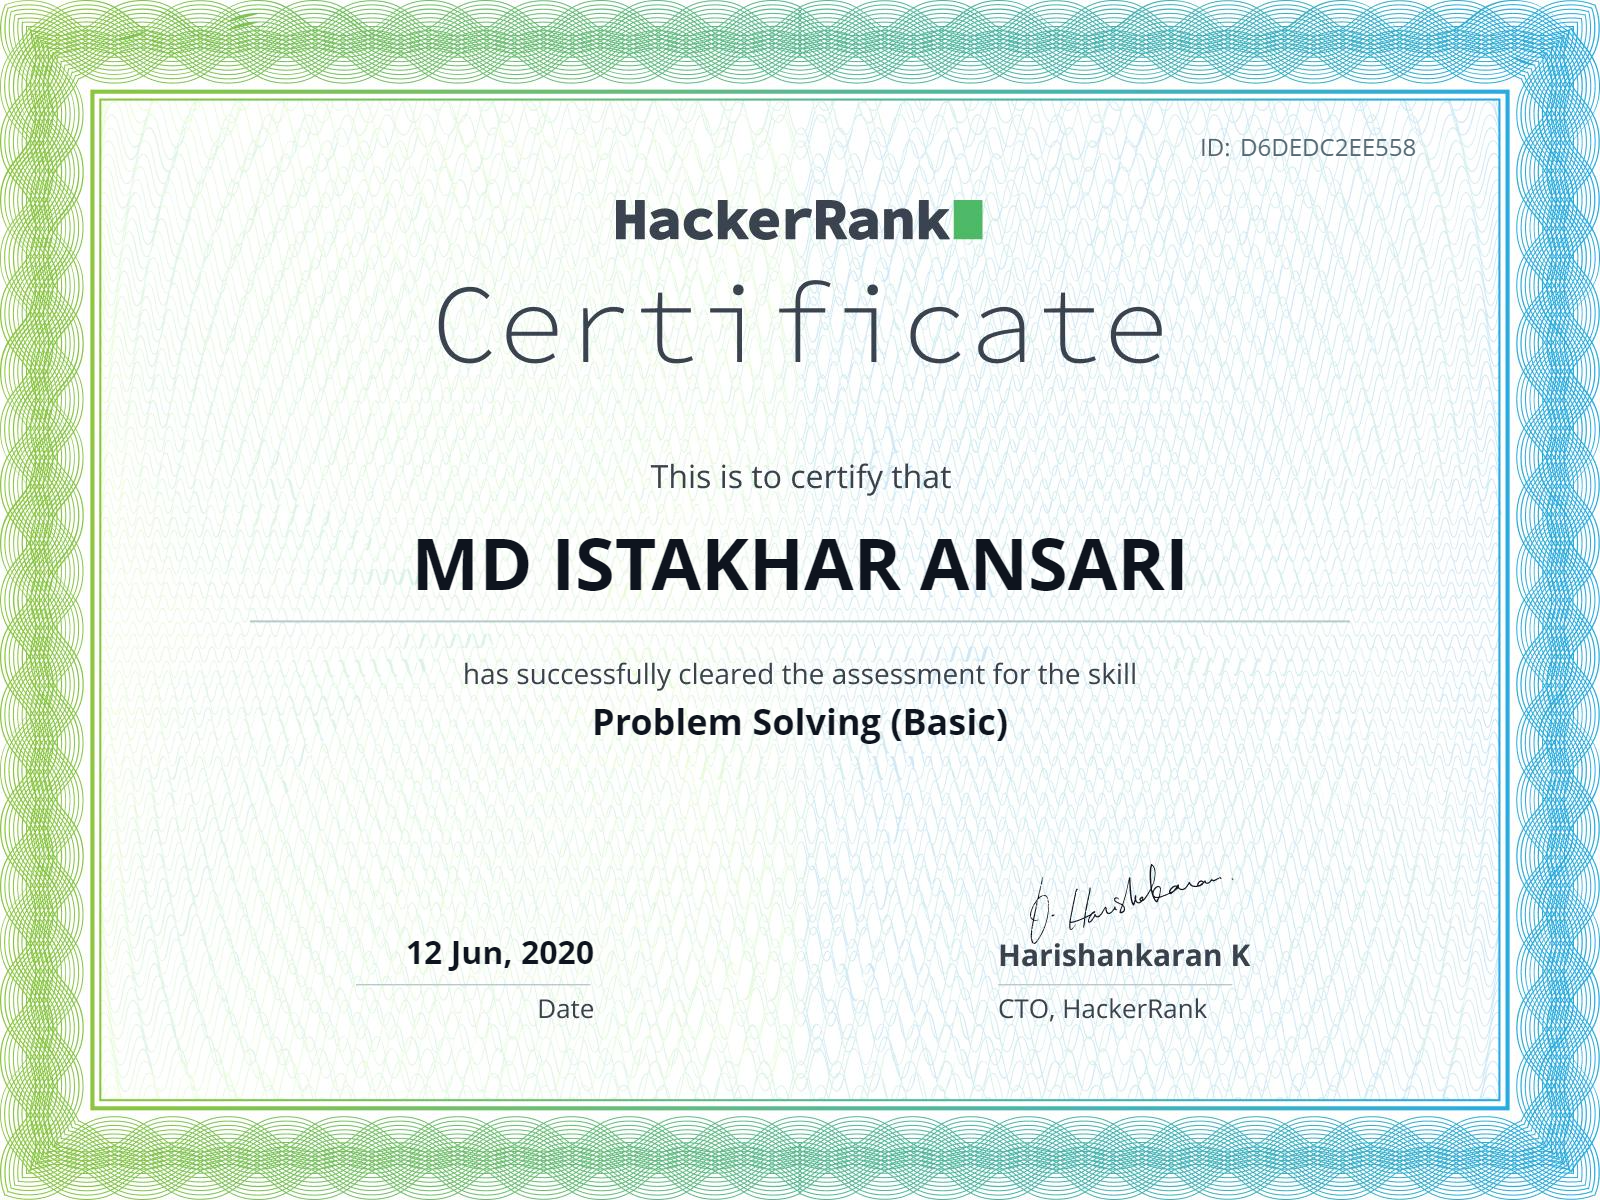 ID: D6DEDC2EE558
HackerRank
Certificate
This is to certify that
MD ISTAKHAR ANSARI
has successfully cleared the assessment for the skill
Problem Solving (Basic)
12 Jun, 2020
Date
Harishankaran K
CTO, HackerRank